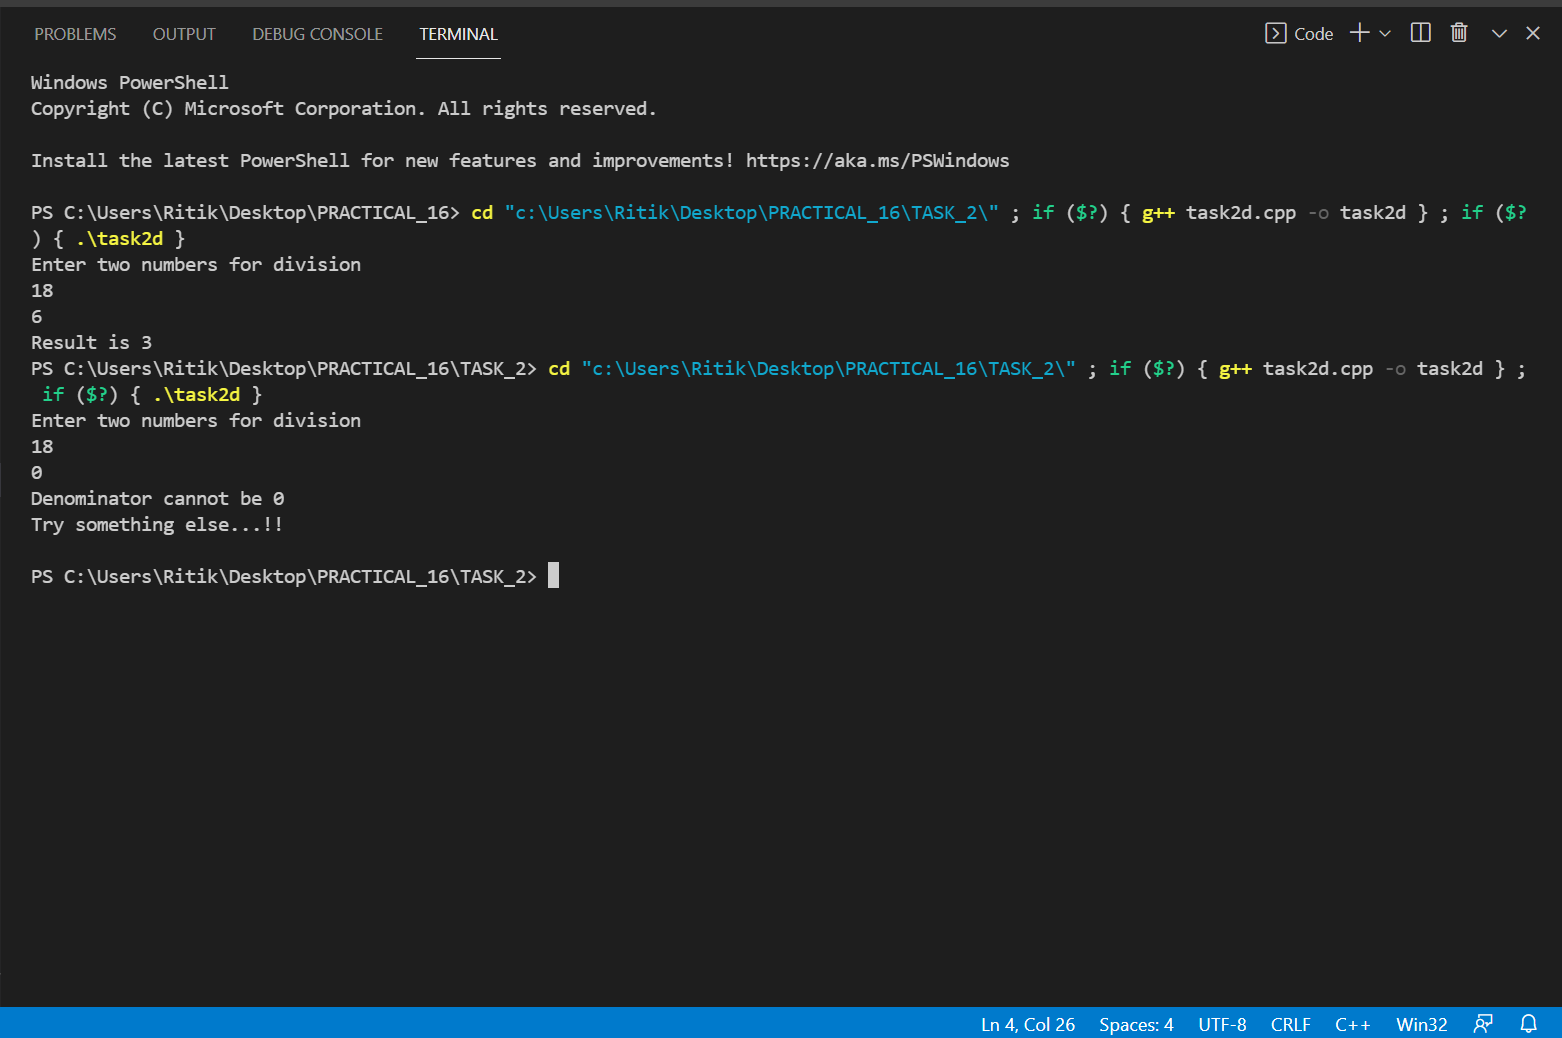 PROBLEMS OUTPUT DEBUG CONSOLE TERMINAL Code
Windows PowerShell
Copyright (C) Microsoft Corporation. All rights reserved.
Install the latest PowerShell for new features and improvements! https://aka.ms/PSWindows
PS C:\Users\Ritik\Desktop\PRACTICAL_16> cd "c:\Users\Ritik\Desktop\PRACTICAL_16\TASK_2\" ; if ($?) { g++ task2d.cpp -o task2d } ; if ($?
) { .\task2d }
Enter two numbers for division
18
6
Result is 3
PS C:\Users\Ritik\Desktop\PRACTICAL_16\TASK_2> cd "c:\Users\Ritik\Desktop\PRACTICAL_16\TASK_2\" ; if ($?) { g++ task2d.cpp -o task2d } ;
if ($?) { .\task2d }
Enter two numbers for division
18
0
Denominator cannot be 0
Try something else...!!
PS C:\Users\Ritik\Desktop\PRACTICAL_16\TASK_2>
Ln 4, Col 26 Spaces: 4 UTF-8 CRLF C++ Win32